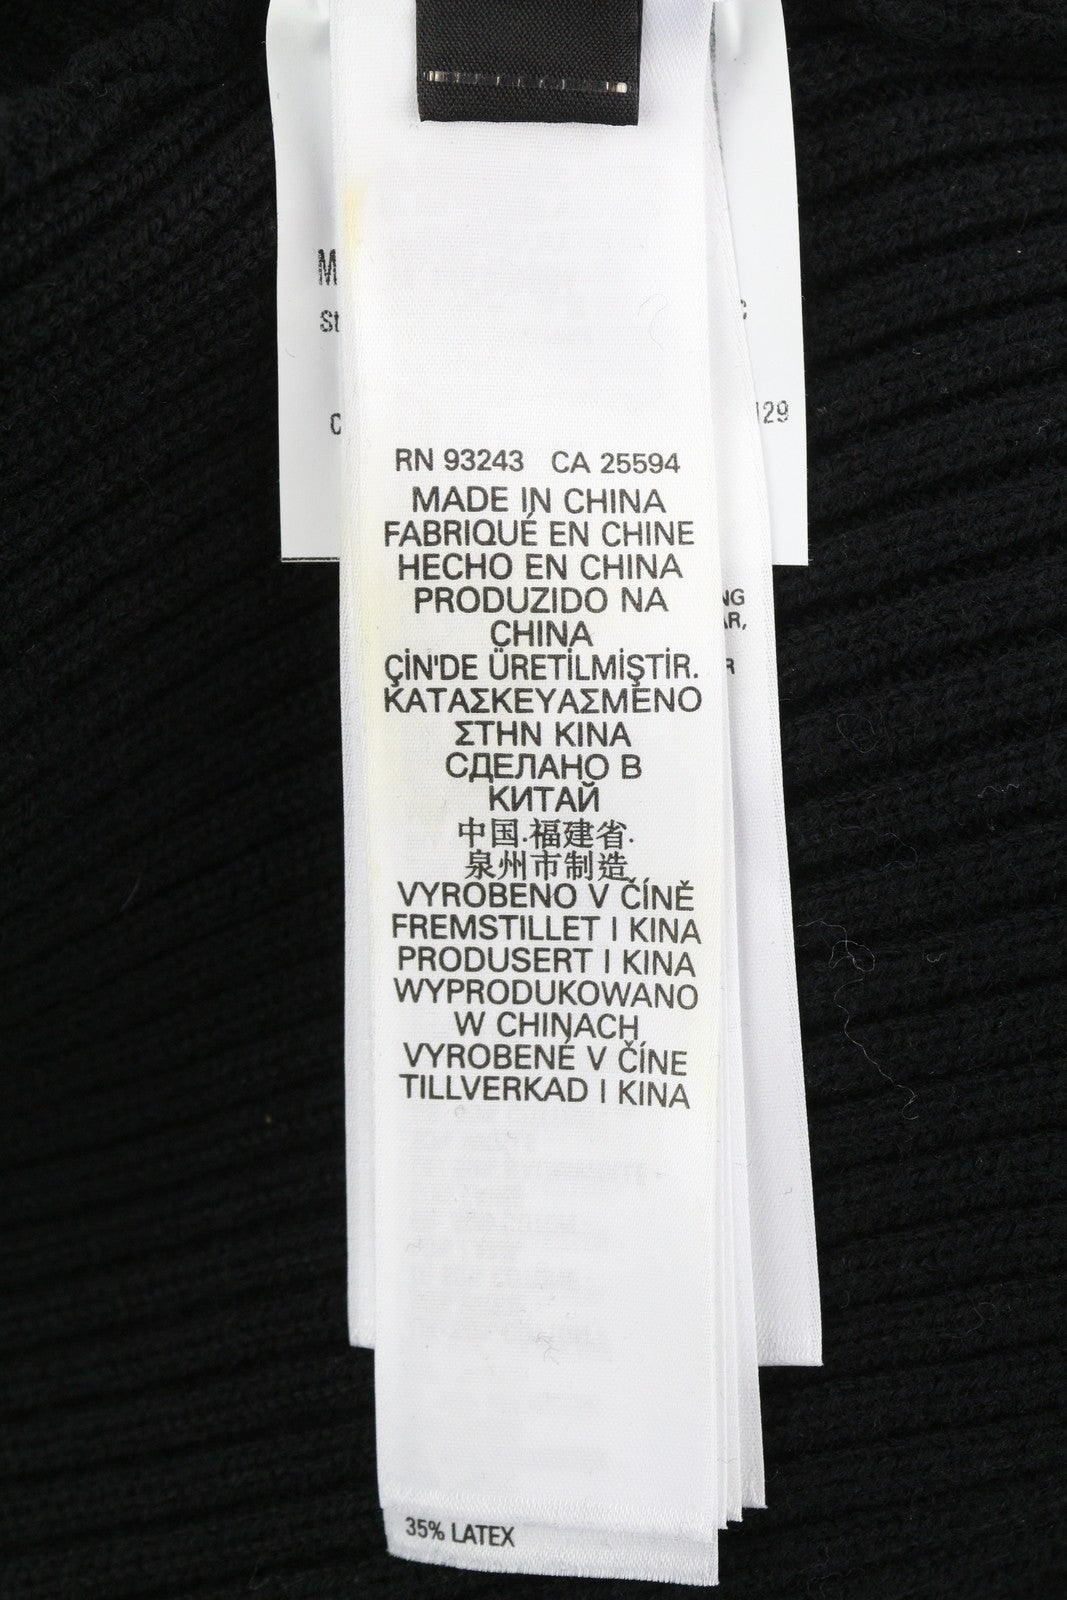 RN 93243 CA 25594
MADE IN CHINA
FABRIQUÉ EN CHINE
HECHO EN CHINA
PRODUZIDO NA
CHINA
ÇİN'DE ÜRETİLMİŞTİR.
ΚΑΤΑΣΚΕΥΑΣΜΕΝΟ
ΣΤΗΝ ΚΙΝΑ
СДЕЛАНО В
КИТАЙ
中国.福建省.
泉州市制造
VYROBENO V ČÍNĚ
FREMSTILLET I KINA
PRODUSERT I KINA
WYPRODUKOWANO
W CHINACH
VYROBENÉ V ČÍNE
TILLVERKAD I KINA
35% LATEX